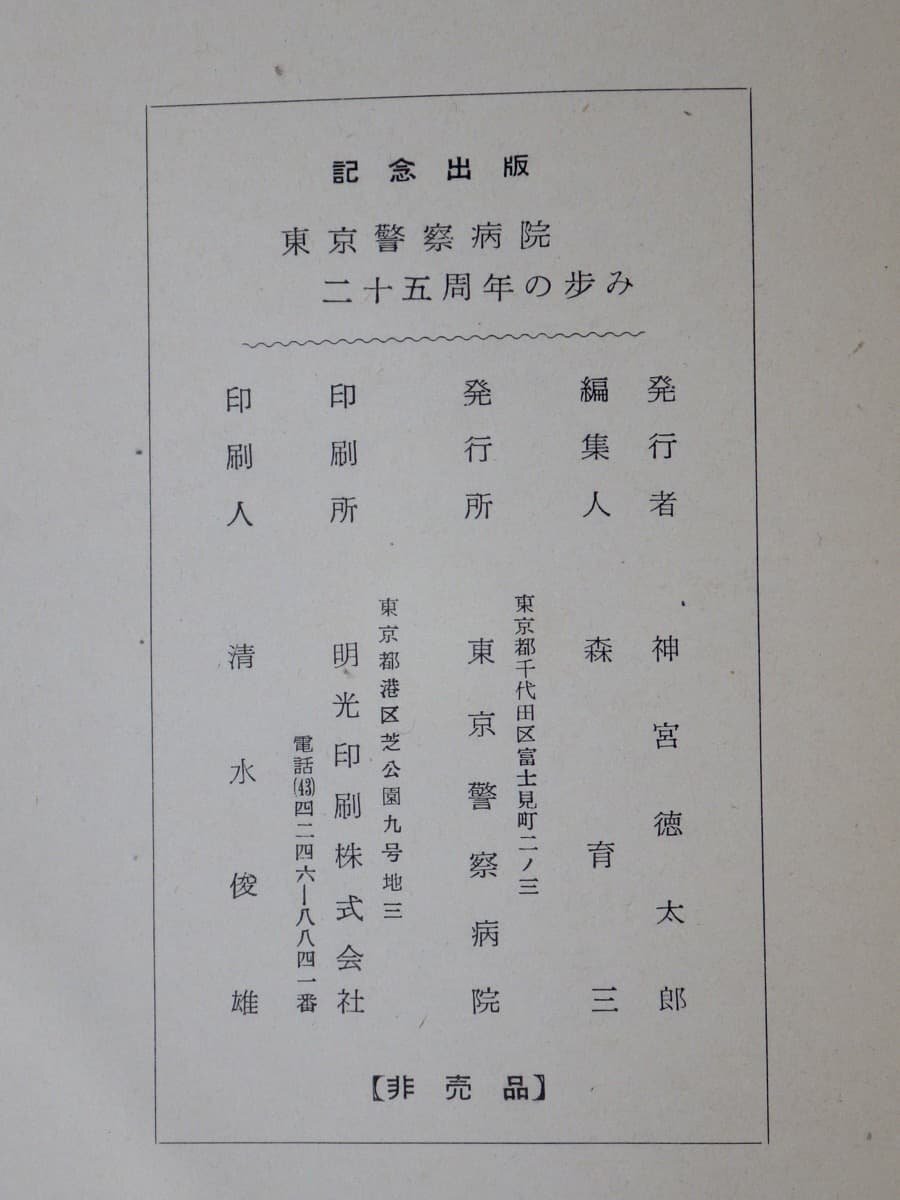 記念出版
東京警察病院
二十五周年の歩み
発行者 神宮徳太郎
編集人 森育三
東京都千代田区富士見町二ノ三
発行所 東京警察病院
東京都港区芝公園九号地三
印刷所 明光印刷株式会社
電話(43)四二四六―八八四一番
印刷人 清水俊雄
【非売品】